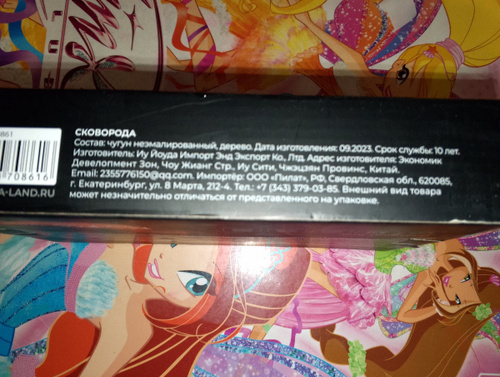 861
СКОВОРОДА
Состав: чугун незмалированный, дерево. Дата изготовления: 09.2023. Срок службы: 10 лет.
Изготовитель: Иу Йоуда Импорт Энд Экспорт Ко., Лтд. Адрес изготовителя: Экономик
Девелопмент Зон, Чоу Жианг Стр., Иу Сити, Чжэцзян Провинс, Китай.
Email: 2355776150@qq.com. Импортёр: ООО «Пилат», РФ, Свердловская обл., 620085,
г. Екатеринбург, ул. 8 Марта, 212-4. Тел.: +7 (343) 379-03-85. Внешний вид товара
может незначительно отличаться от представленного на упаковке.
708616
A-LAND.RU